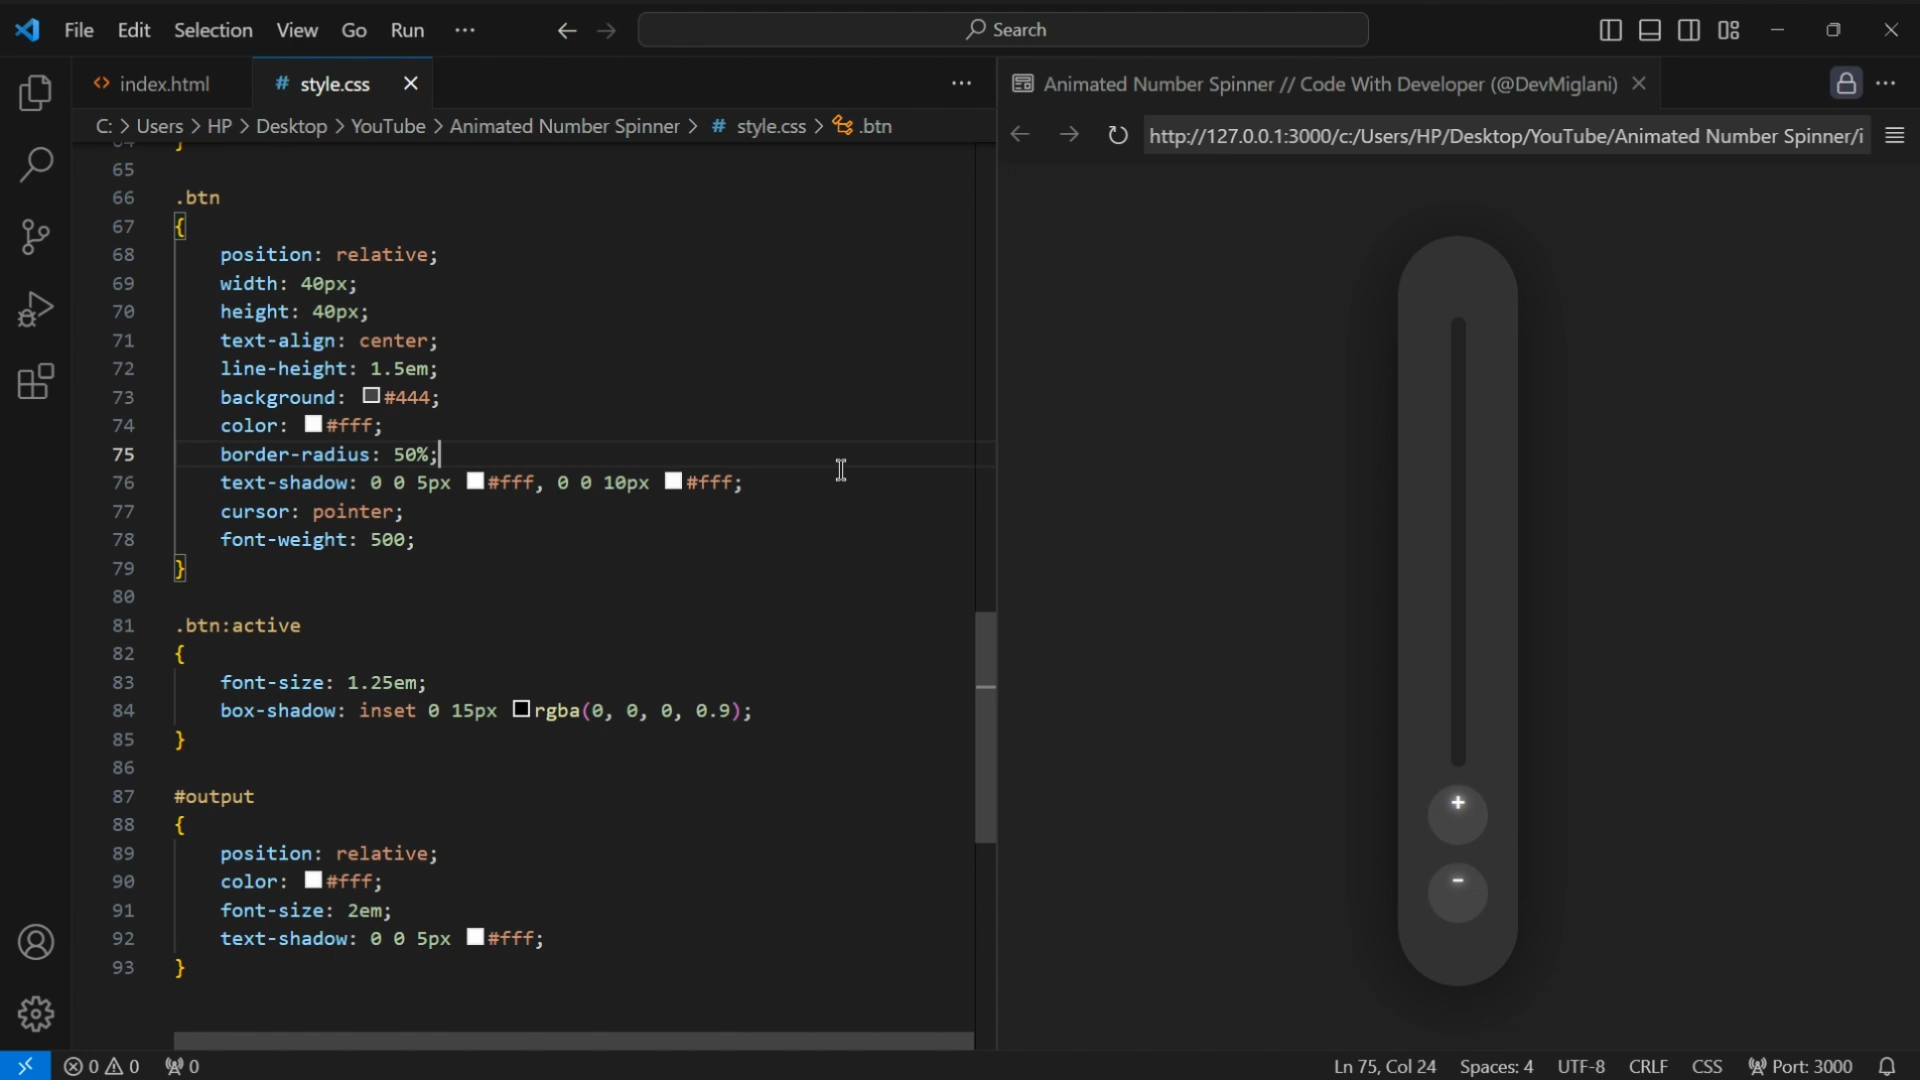 File Edit Selection View Go Run ··· Search
index.html # style.css
Animated Number Spinner // Code With Developer (@DevMiglani)
C: > Users > HP > Desktop > YouTube > Animated Number Spinner > # style.css > .btn
http://127.0.0.1:3000/c:/Users/HP/Desktop/YouTube/Animated Number Spinner/i
64 }
65
66 .btn
67 {
68 position: relative;
69 width: 40px;
70 height: 40px;
71 text-align: center;
72 line-height: 1.5em;
73 background: #444;
74 color: #fff;
75 border-radius: 50%;
76 text-shadow: 0 0 5px #fff, 0 0 10px #fff;
77 cursor: pointer;
78 font-weight: 500;
79 }
80
81 .btn:active
82 {
83 font-size: 1.25em;
84 box-shadow: inset 0 15px rgba(0, 0, 0, 0.9);
85 }
86
87 #output
88 {
89 position: relative;
90 color: #fff;
91 font-size: 2em;
92 text-shadow: 0 0 5px #fff;
93 }
+
-
0 0 0 Ln 75, Col 24 Spaces: 4 UTF-8 CRLF CSS Port: 3000